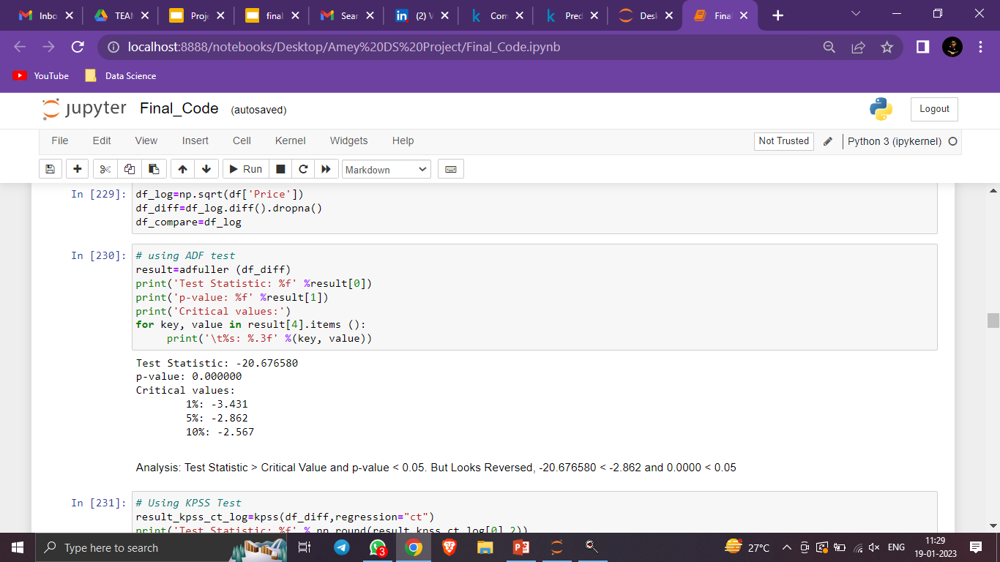 Inbo
TEAM
Proje
final
Sear
(2) V
Com
Pred
Desk
Fina
localhost:8888/notebooks/Desktop/Amey%20DS%20Project/Final_Code.ipynb
YouTube
Data Science
jupyter Final_Code (autosaved)
Logout
File Edit View Insert Cell Kernel Widgets Help
Not Trusted
Python 3 (ipykernel)
Run
Markdown
In [229]: df_log=np.sqrt(df['Price'])
df_diff=df_log.diff().dropna()
df_compare=df_log
In [230]: # using ADF test
result=adfuller (df_diff)
print('Test Statistic: %f' %result[0])
print('p-value: %f' %result[1])
print('Critical values:')
for key, value in result[4].items ():
     print('\t%s: %.3f' %(key, value))
Test Statistic: -20.676580
p-value: 0.000000
Critical values:
        1%: -3.431
        5%: -2.862
        10%: -2.567
Analysis: Test Statistic > Critical Value and p-value < 0.05. But Looks Reversed, -20.676580 < -2.862 and 0.0000 < 0.05
In [231]: # Using KPSS Test
result_kpss_ct_log=kpss(df_diff,regression="ct")
print('Test Statistic: %f' % np.round(result_kpss_ct_log[0],2))
Type here to search
3
27°C
ENG
11:29
19-01-2023